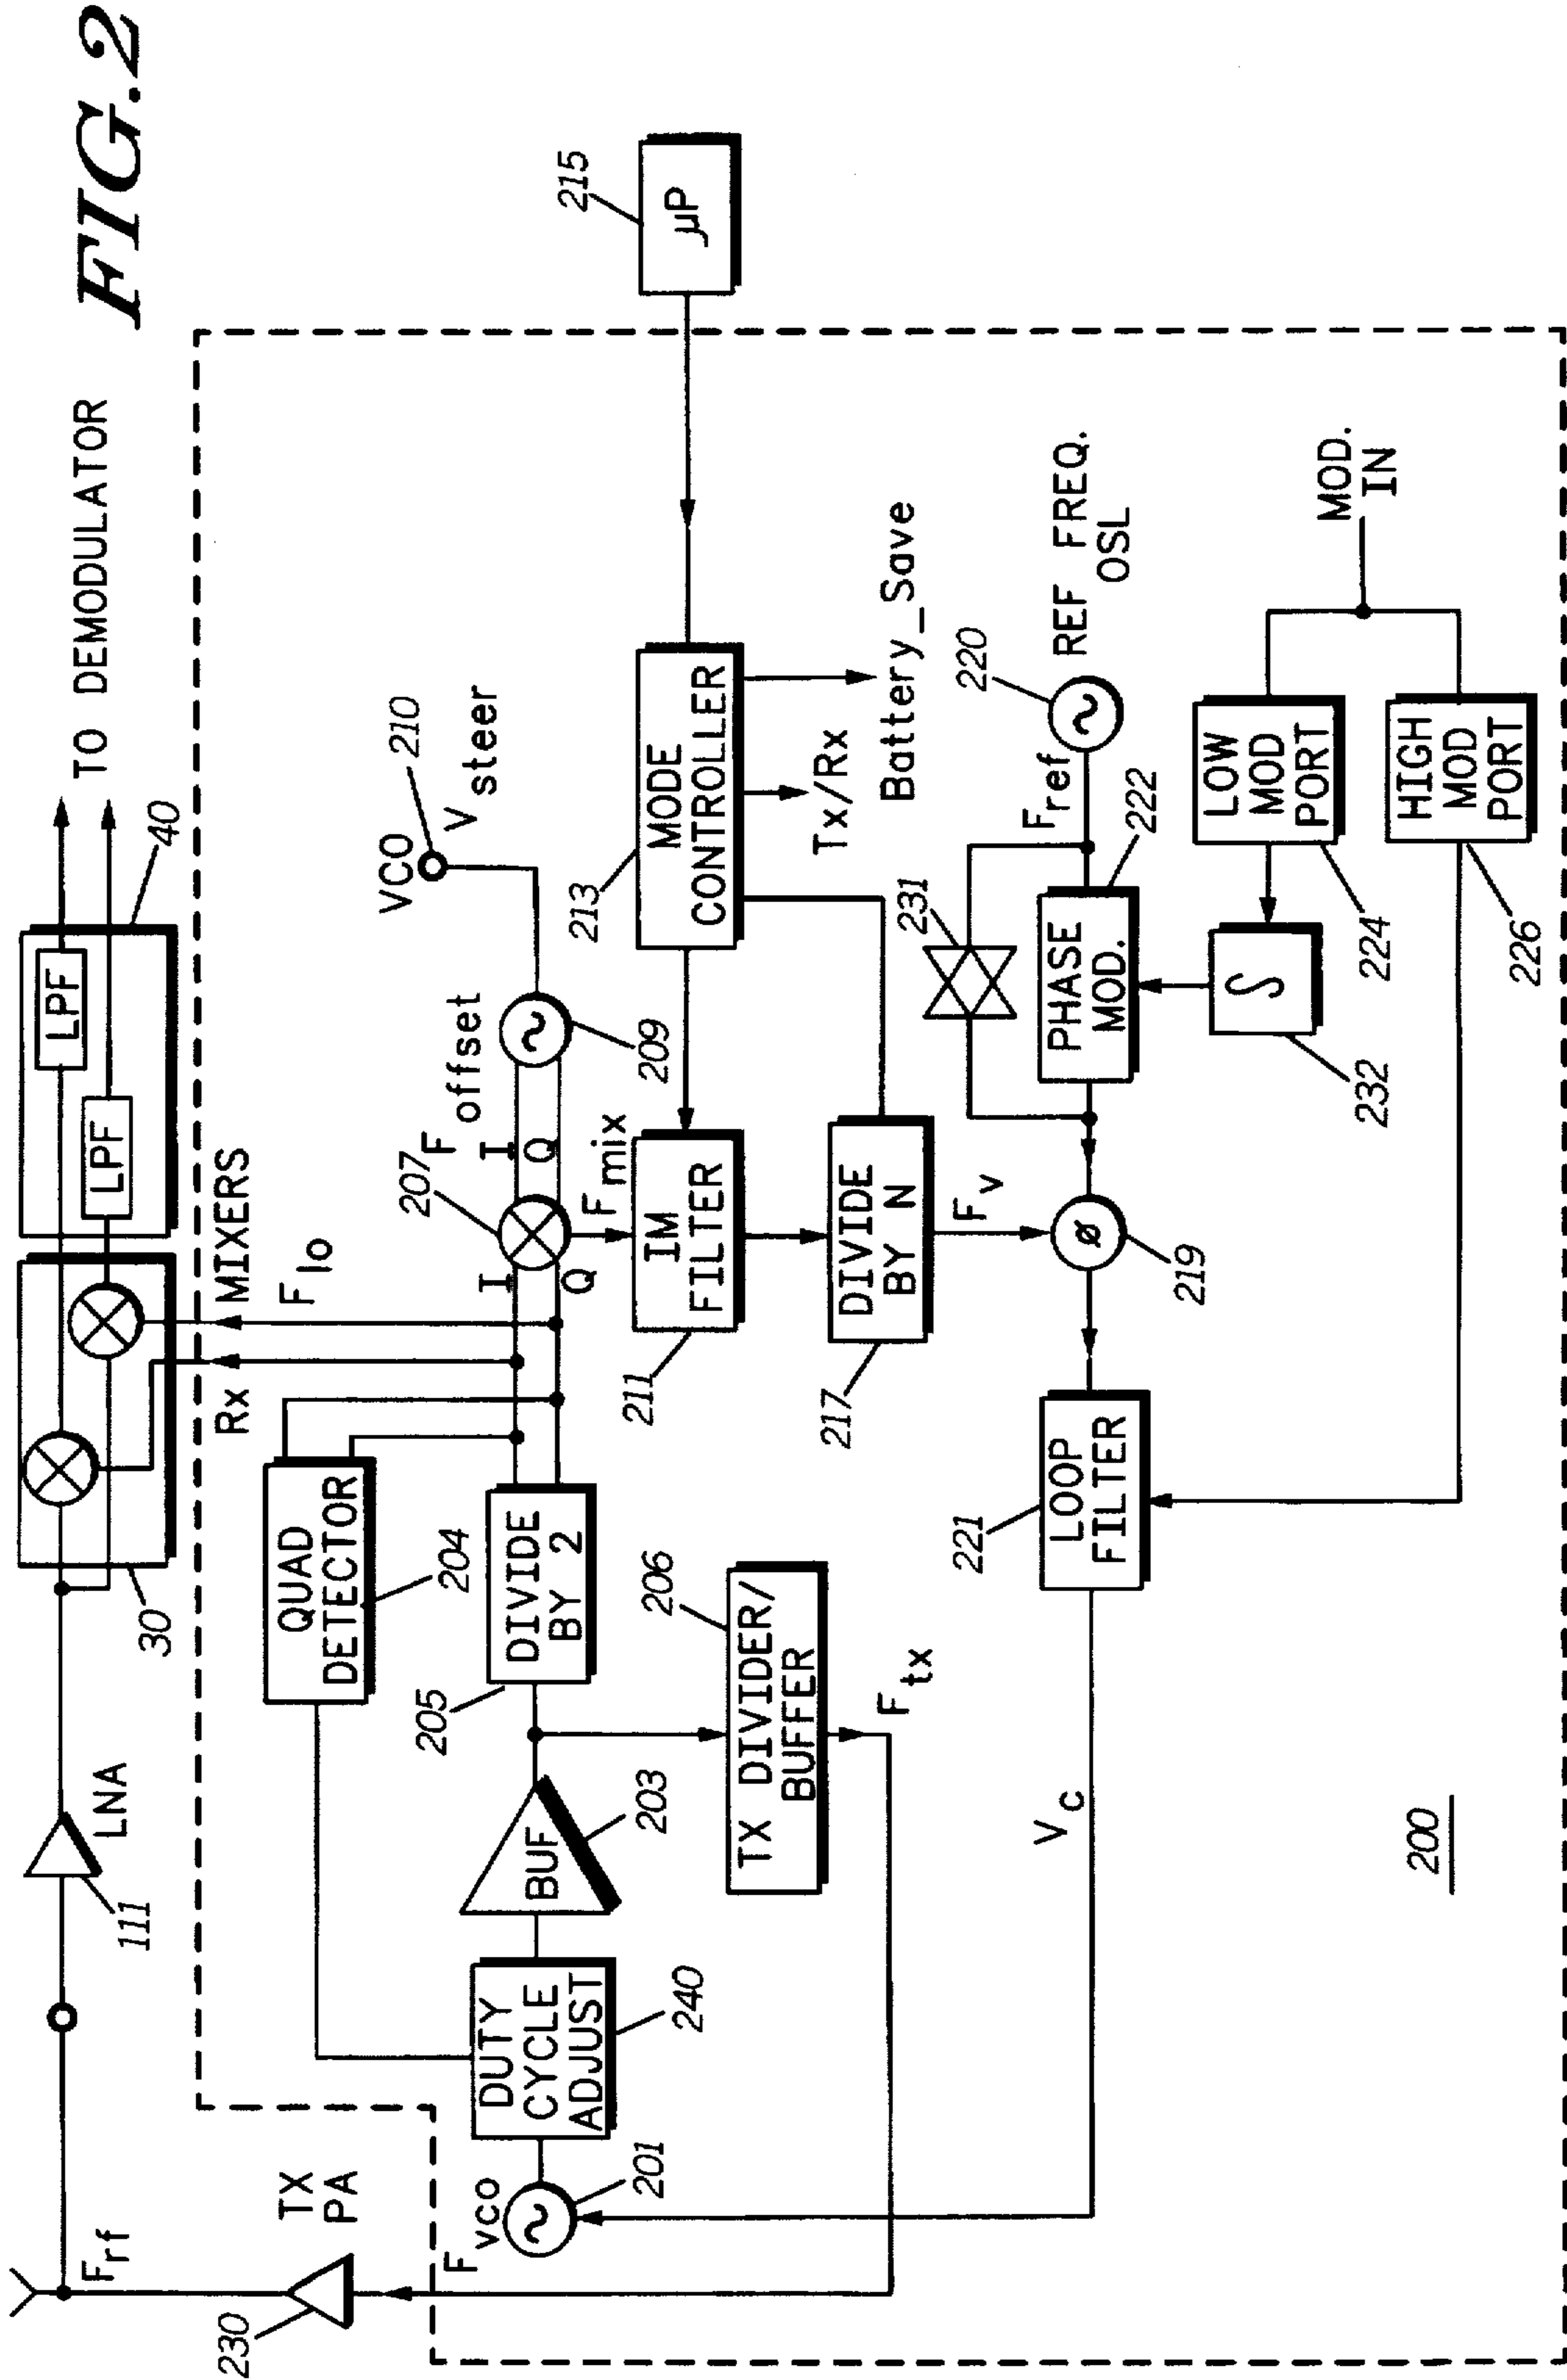 FIG.2
TO DEMODULATOR
40
LPF
LPF
30
LNA
111
F rf
TX
PA
230
Rx MIXERS
F lo
QUAD
DETECTOR
204
207
F offset
I
Q
I
Q
209
VCO
210
V steer
215
µP
DIVIDE
BY 2
205
BUF
203
DUTY
CYCLE
ADJUST
240
F vco
201
TX DIVIDER/
BUFFER
206
F tx
F mix
IM
FILTER
211
MODE
CONTROLLER
213
Tx/Rx
Battery_Save
DIVIDE
BY N
217
F v
ø
219
231
PHASE
MOD.
222
F ref
220
REF FREQ.
OSL
LOOP
FILTER
221
V c
∫
232
LOW
MOD
PORT
224
HIGH
MOD
PORT
226
MOD.
IN
200